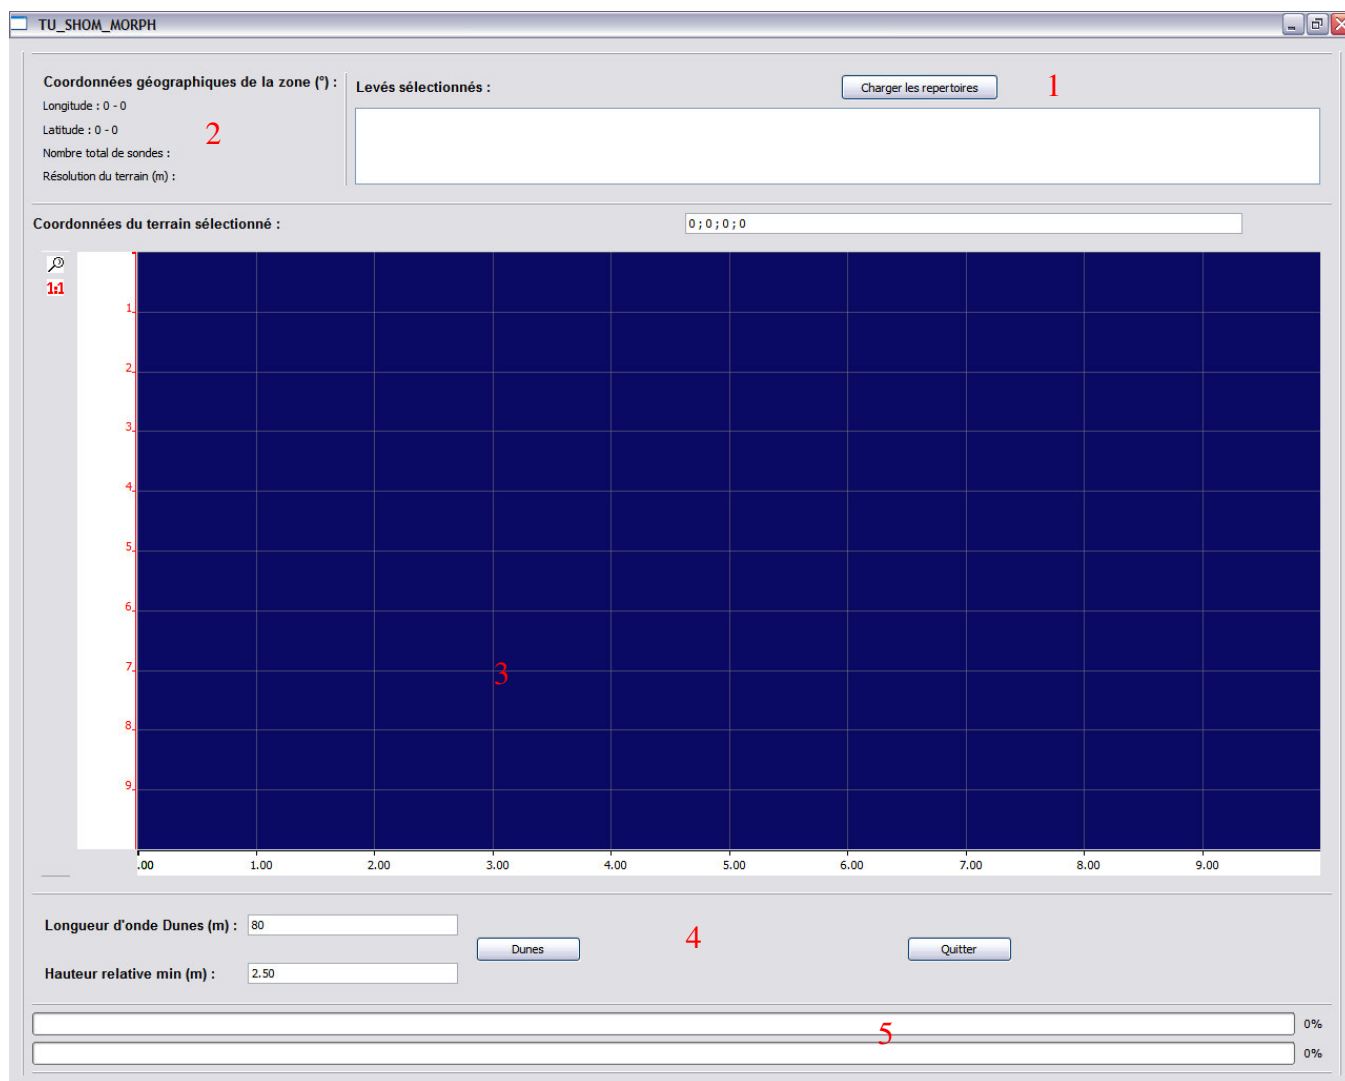 TU_SHOM_MORPH
Coordonnées géographiques de la zone (°) :
Longitude : 0 - 0
Latitude : 0 - 0
Nombre total de sondes :
Résolution du terrain (m) :
2
Levés sélectionnés :
Charger les repertoires
1
Coordonnées du terrain sélectionné :
0 ; 0 ; 0 ; 0
1:1
1
2
3
4
5
6
7
8
9
3
.00 1.00 2.00 3.00 4.00 5.00 6.00 7.00 8.00 9.00
Longueur d'onde Dunes (m) : 80
Hauteur relative min (m) : 2.50
Dunes
4
Quitter
5
0%
0%